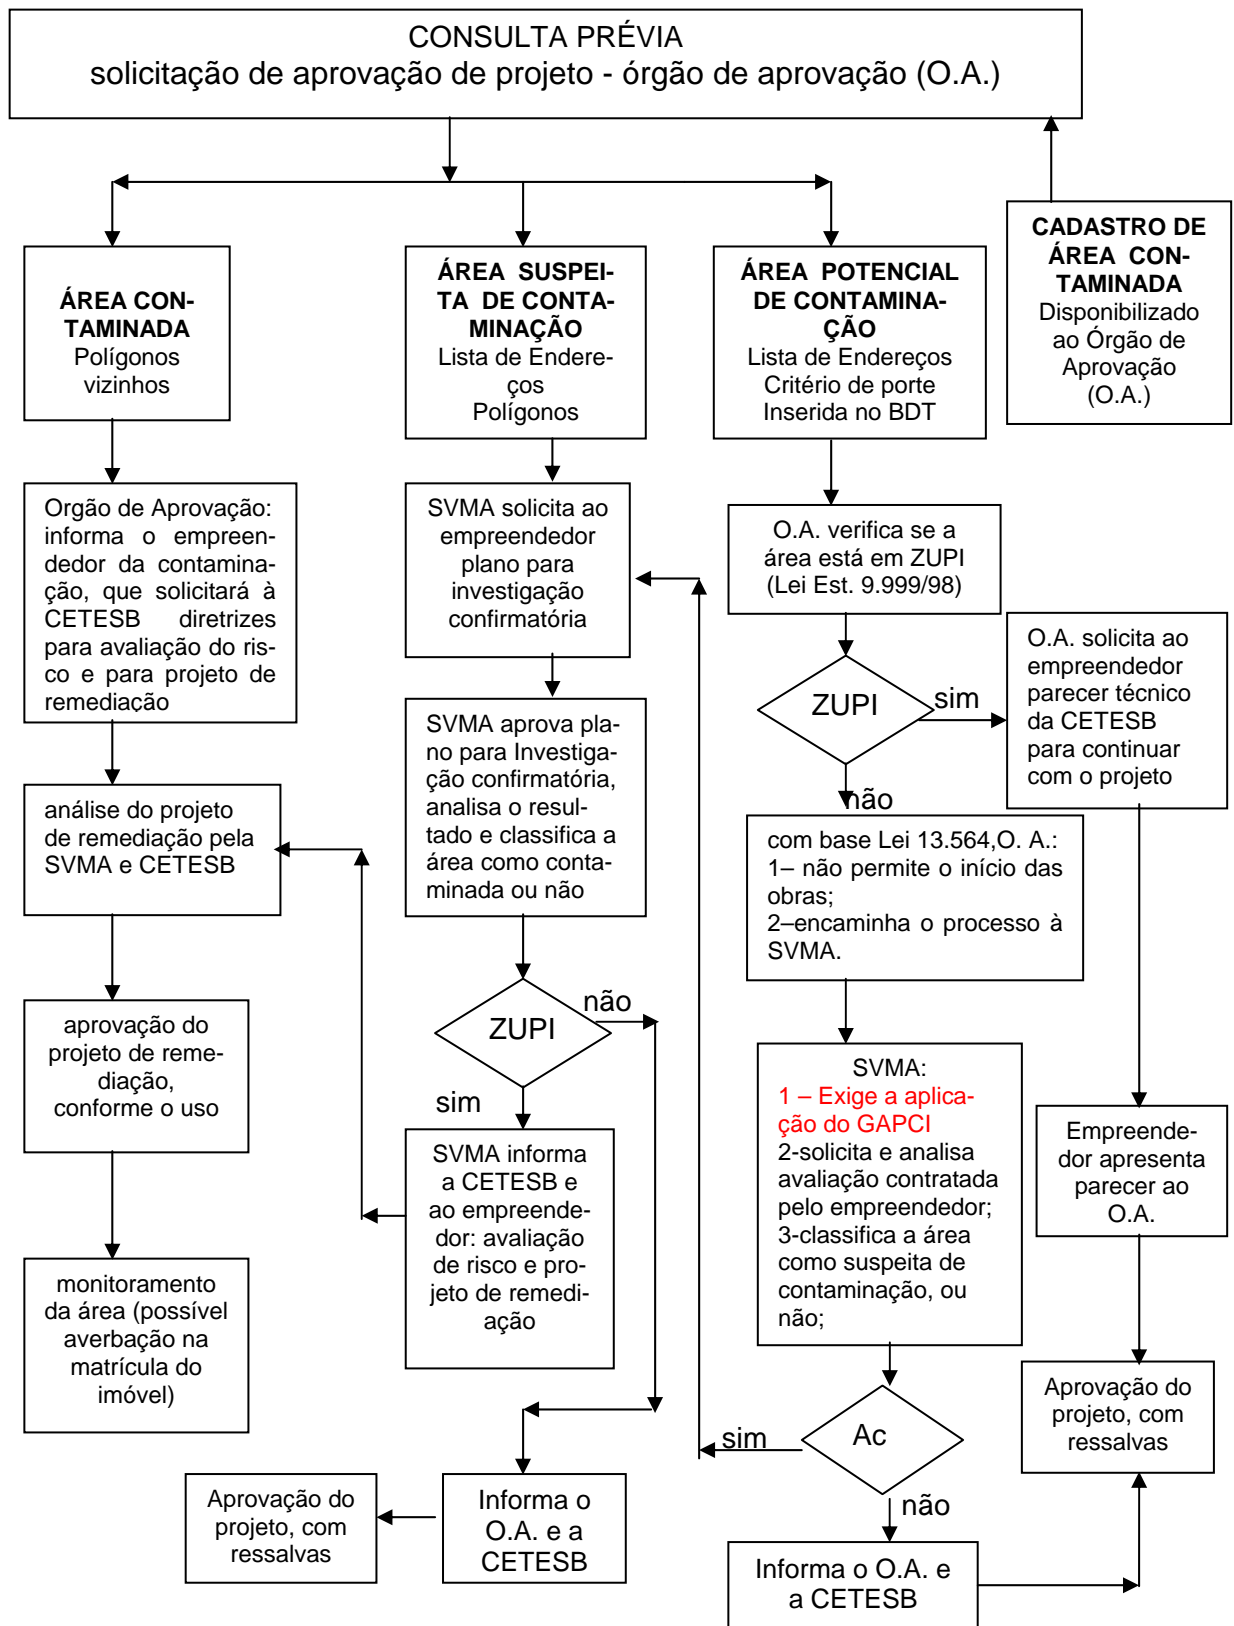 CONSULTA PRÉVIA
solicitação de aprovação de projeto - órgão de aprovação (O.A.)
ÁREA CON-
TAMINADA
Polígonos
vizinhos
ÁREA SUSPEI-
TA DE CONTA-
MINAÇÃO
Lista de Endere-
ços
Polígonos
ÁREA POTENCIAL
DE CONTAMINA-
ÇÃO
Lista de Endereços
Critério de porte
Inserida no BDT
CADASTRO DE
ÁREA CON-
TAMINADA
Disponibilizado
ao Órgão de
Aprovação
(O.A.)
Orgão de Aprovação:
informa o empreen-
dedor da contamina-
ção, que solicitará à
CETESB diretrizes
para avaliação do ris-
co e para projeto de
remediação
análise do projeto
de remediação pela
SVMA e CETESB
aprovação do
projeto de reme-
diação,
conforme o uso
monitoramento
da área (possível
averbação na
matrícula do
imóvel)
SVMA solicita ao
empreendedor
plano para
investigação
confirmatória
SVMA aprova pla-
no para Investiga-
ção confirmatória,
analisa o resul-
tado e classifica a
área como conta-
minada ou não
ZUPI
não
sim
SVMA informa
a CETESB e
ao empreende-
dor: avaliação
de risco e pro-
jeto de remedi-
ação
Informa o
O.A. e a
CETESB
Aprovação do
projeto, com
ressalvas
O.A. verifica se a
área está em ZUPI
(Lei Est. 9.999/98)
ZUPI
sim
não
com base Lei 13.564,O. A.:
1– não permite o início das
obras;
2–encaminha o processo à
SVMA.
SVMA:
1 – Exige a aplica-
ção do GAPCI
2-solicita e analisa
avaliação contratada
pelo empreendedor;
3-classifica a área
como suspeita de
contaminação, ou
não;
Ac
sim
não
Informa o O.A. e
a CETESB
O.A. solicita ao
empreendedor
parecer técnico
da CETESB
para continuar
com o projeto
Empreende-
dor apresenta
parecer ao
O.A.
Aprovação do
projeto, com
ressalvas